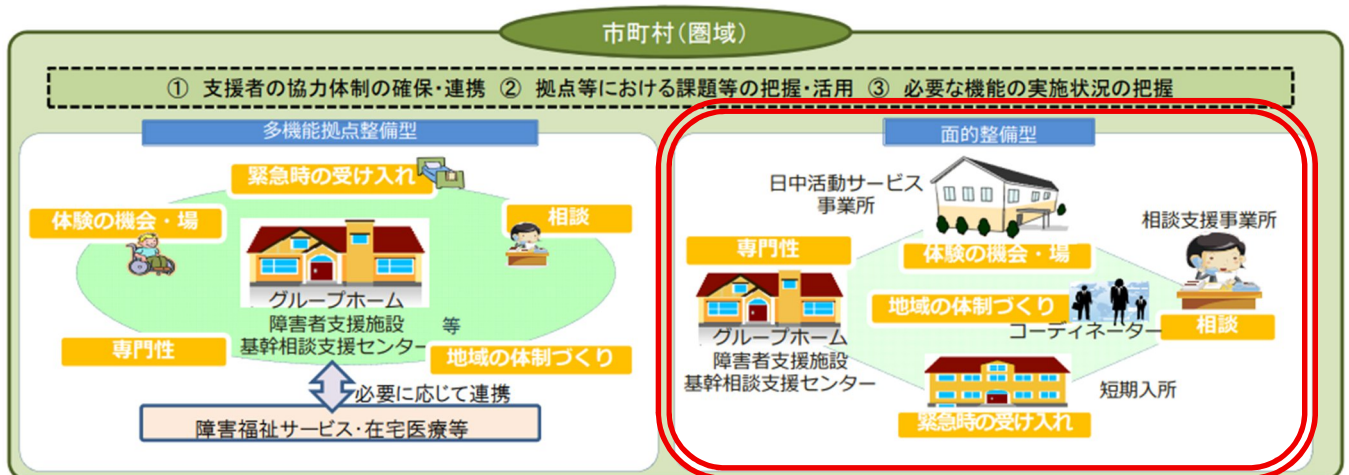 市町村(圏域)
① 支援者の協力体制の確保・連携 ② 拠点等における課題等の把握・活用 ③ 必要な機能の実施状況の把握
多機能拠点整備型
緊急時の受け入れ
体験の機会・場
相談
グループホーム
障害者支援施設 等
基幹相談支援センター
専門性
地域の体制づくり
必要に応じて連携
障害福祉サービス・在宅医療等
面的整備型
日中活動サービス
事業所
体験の機会・場
相談支援事業所
相談
専門性
グループホーム
障害者支援施設
基幹相談支援センター
地域の体制づくり
コーディネーター
短期入所
緊急時の受け入れ